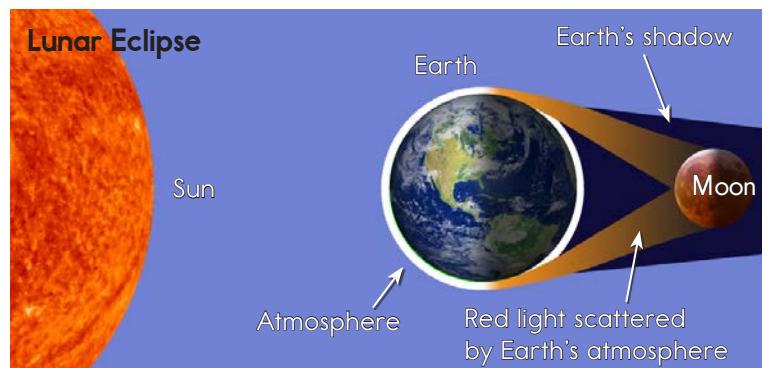 Lunar Eclipse
Earth's shadow
Earth
Sun
Moon
Atmosphere
Red light scattered
by Earth's atmosphere